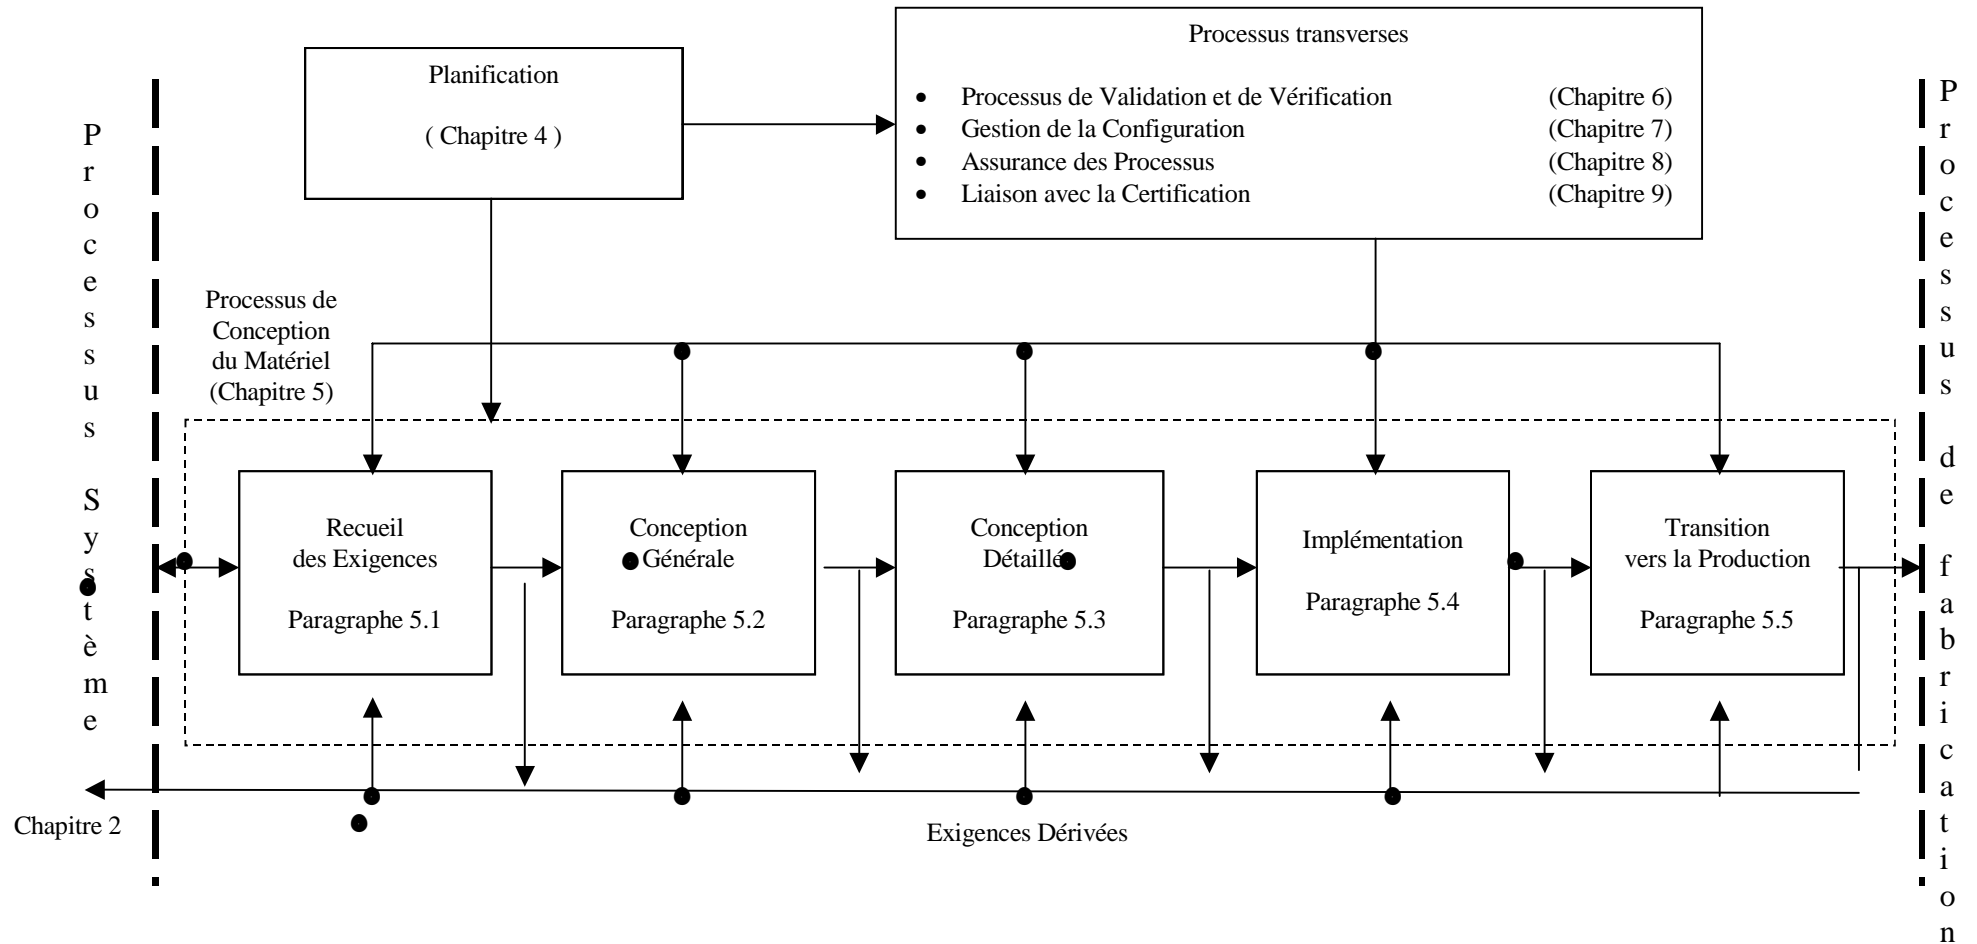 Processus transverses
Planification
( Chapitre 4 )
• Processus de Validation et de Vérification (Chapitre 6)
• Gestion de la Configuration (Chapitre 7)
• Assurance des Processus (Chapitre 8)
• Liaison avec la Certification (Chapitre 9)
Processus Système
Processus de fabrication
Processus de
Conception
du Matériel
(Chapitre 5)
Recueil
des Exigences
Paragraphe 5.1
Conception
Générale
Paragraphe 5.2
Conception
Détaillée
Paragraphe 5.3
Implémentation
Paragraphe 5.4
Transition
vers la Production
Paragraphe 5.5
Chapitre 2
Exigences Dérivées